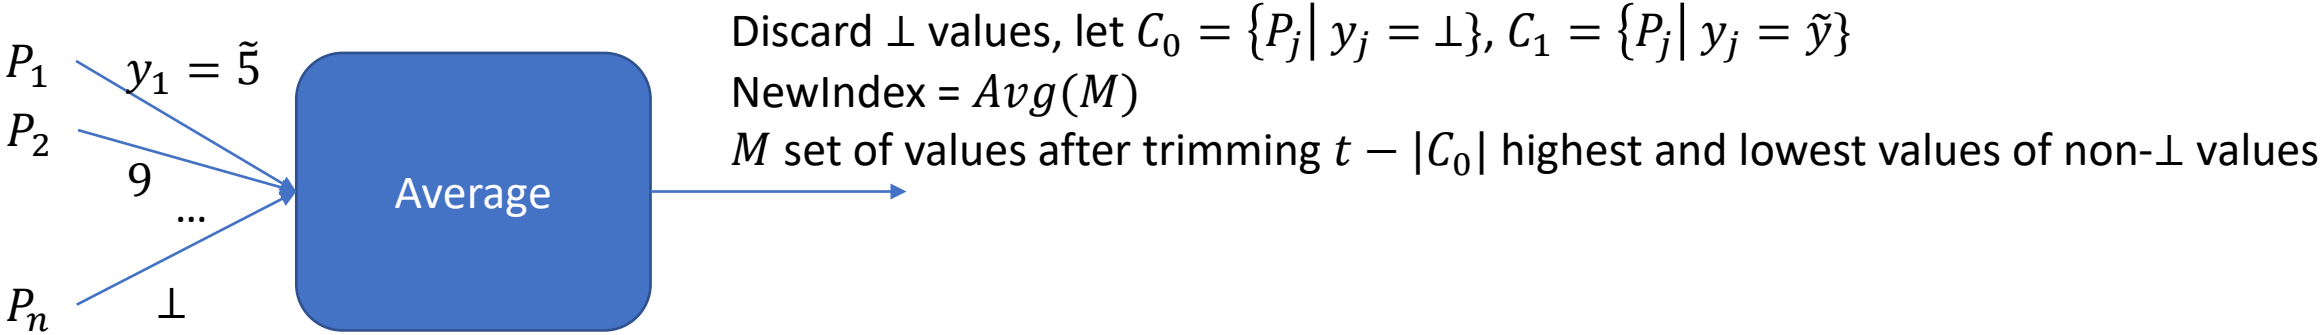 Discard ⊥ values, let C₀ = {Pⱼ| yⱼ = ⊥}, C₁ = {Pⱼ| yⱼ = ỹ}
NewIndex = Avg(M)
M set of values after trimming t − |C₀| highest and lowest values of non-⊥ values
P₁
y₁ = 5̃
P₂
9
...
Pₙ
⊥
Average